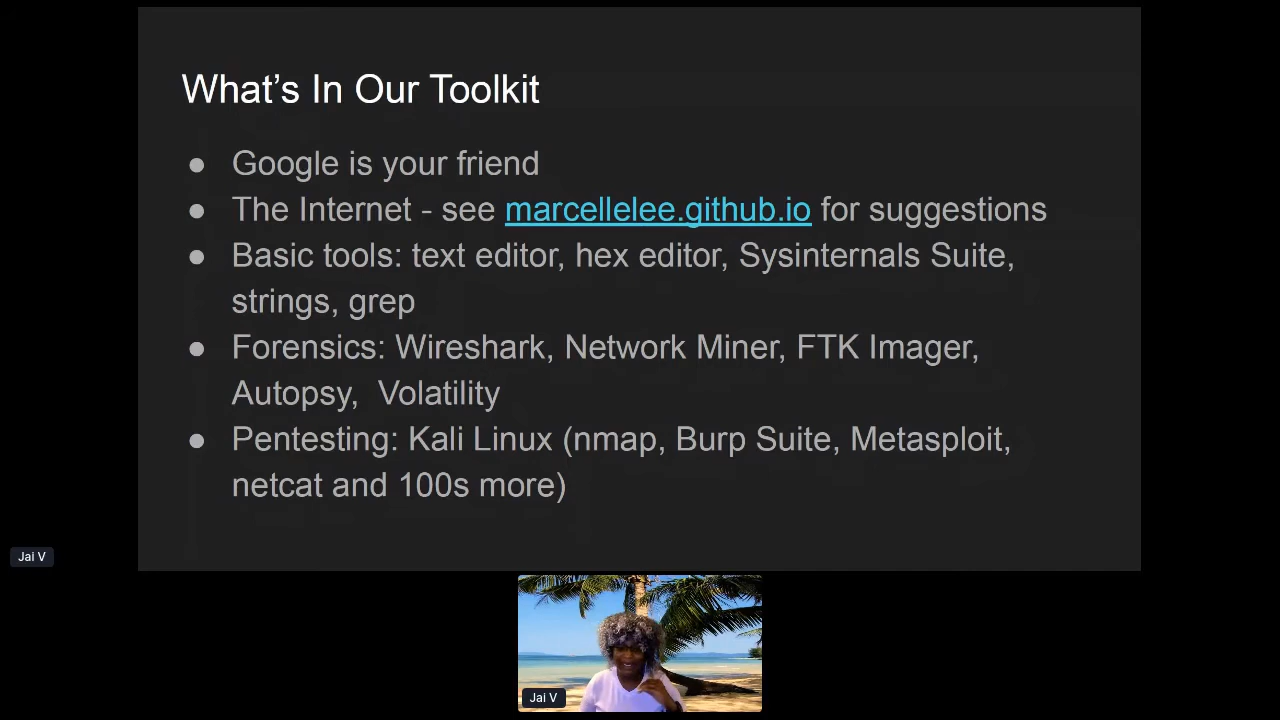 What's In Our Toolkit
● Google is your friend
● The Internet - see marcellelee.github.io for suggestions
● Basic tools: text editor, hex editor, Sysinternals Suite,
strings, grep
● Forensics: Wireshark, Network Miner, FTK Imager,
Autopsy,  Volatility
● Pentesting: Kali Linux (nmap, Burp Suite, Metasploit,
netcat and 100s more)
Jai V
Jai V